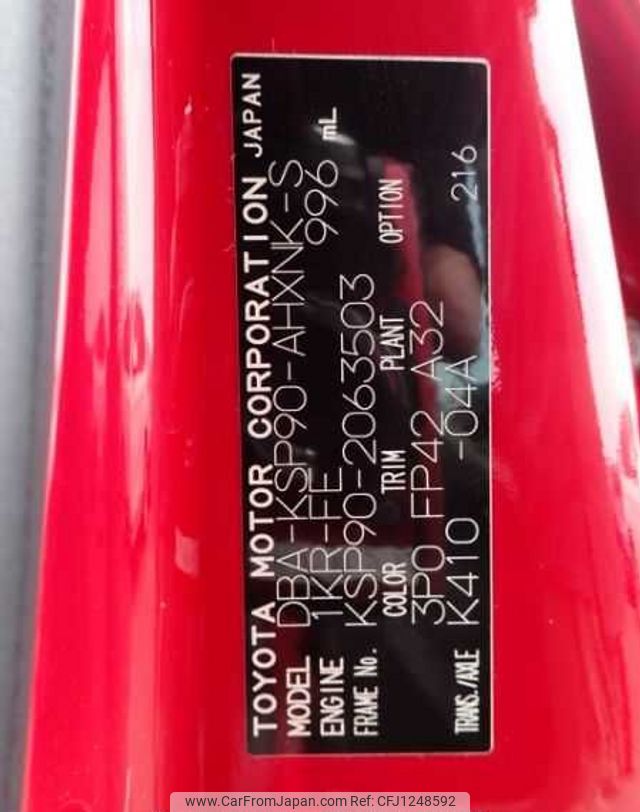 TOYOTA MOTOR CORPORATION JAPAN
MODEL DBA-KSP90-AHXNK-S
ENGINE 1KR-FE 996 mL
FRAME No. KSP90-2063503
COLOR TRIM PLANT OPTION
3P0 FP42 A32
TRANS./AXLE K410 -04A 216
www.CarFromJapan.com Ref: CFJ1248592